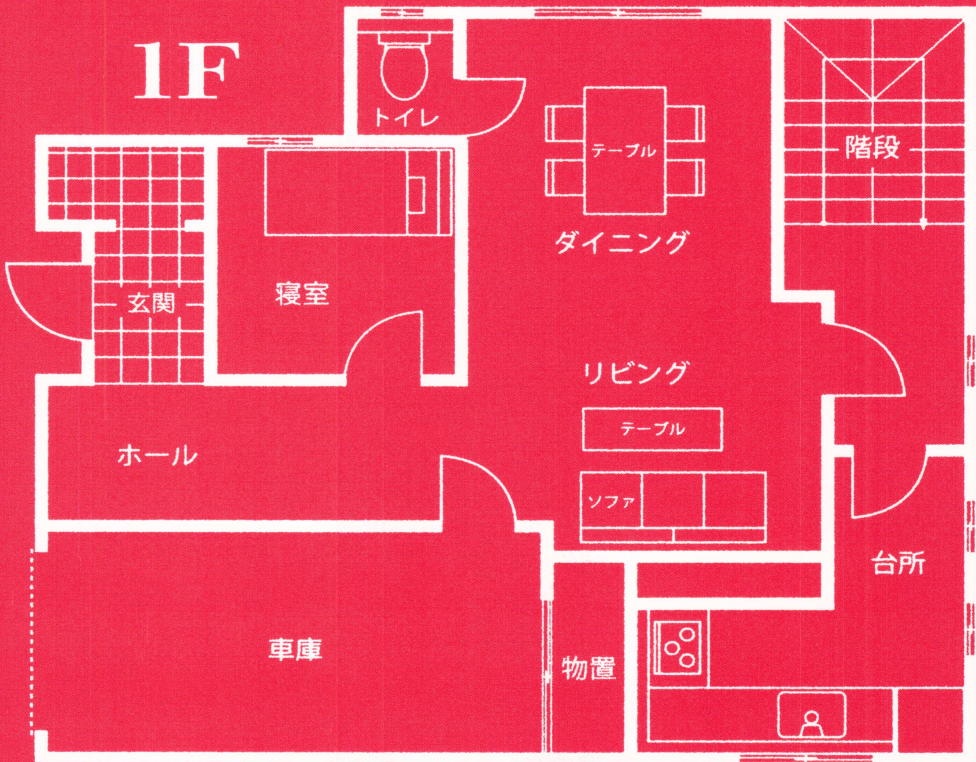 1F
トイレ
テーブル
階段
ダイニング
寝室
玄関
リビング
テーブル
ホール
ソファ
台所
車庫
物置